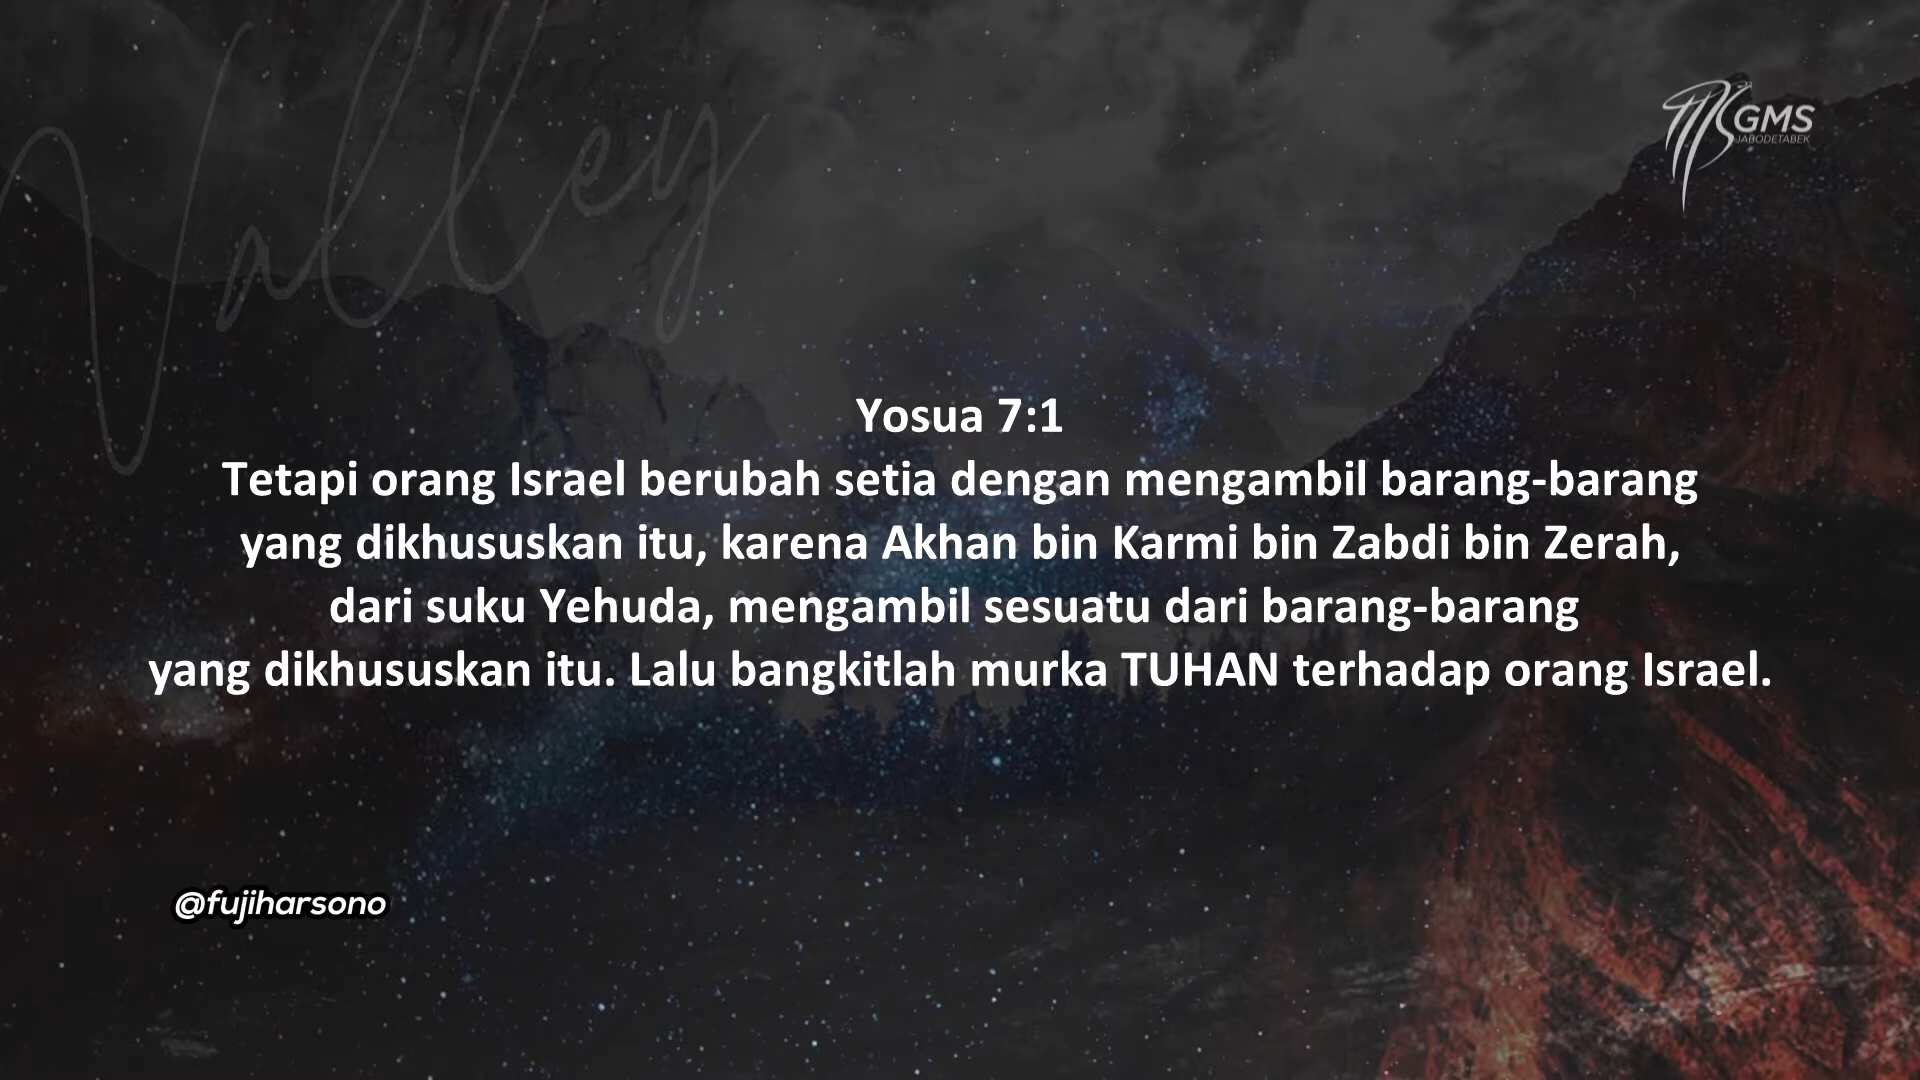 Valley
GMS
JABODETABEK
Yosua 7:1
Tetapi orang Israel berubah setia dengan mengambil barang-barang
yang dikhususkan itu, karena Akhan bin Karmi bin Zabdi bin Zerah,
dari suku Yehuda, mengambil sesuatu dari barang-barang
yang dikhususkan itu. Lalu bangkitlah murka TUHAN terhadap orang Israel.
@fujiharsono